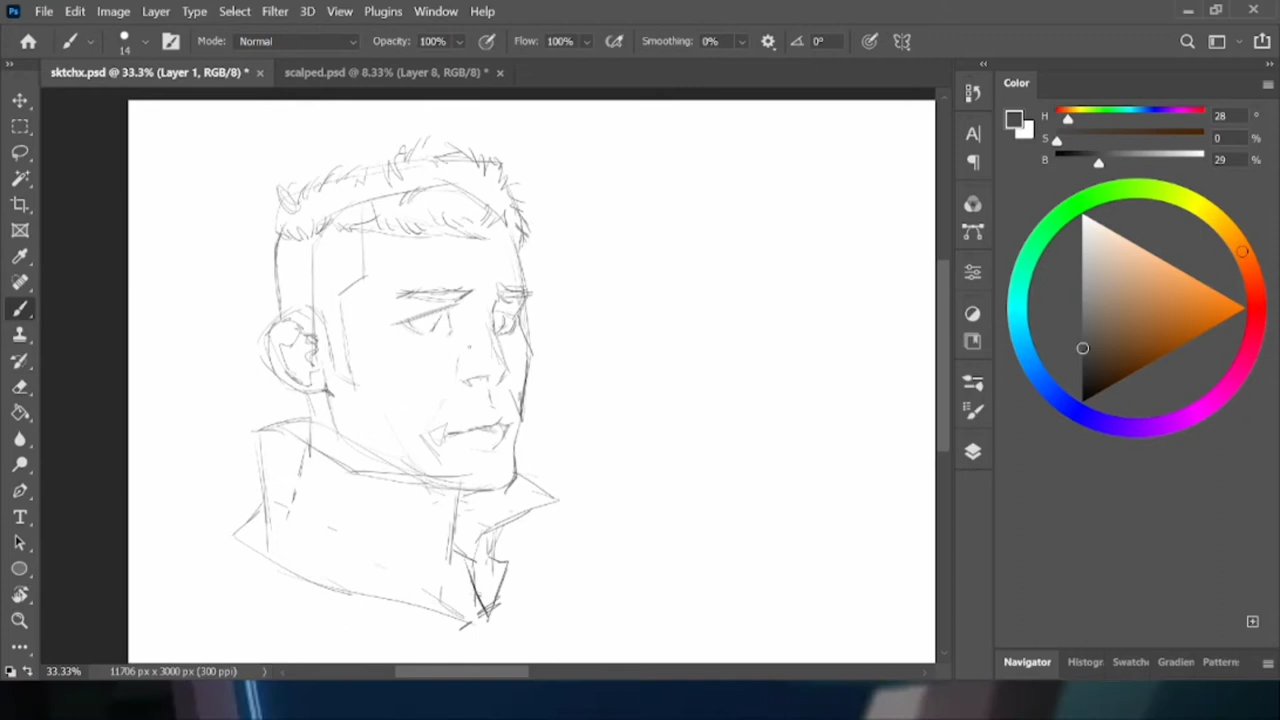 Ps File Edit Image Layer Type Select Filter 3D View Plugins Window Help
14 Mode: Normal Opacity: 100% Flow: 100% Smoothing: 0% 0°
sktchx.psd @ 33.3% (Layer 1, RGB/8) * × scalped.psd @ 8.33% (Layer 8, RGB/8) * ×
Color
H 28 °
S 0 %
B 29 %
33.33% 11706 px x 3000 px (300 ppi)
Navigator Histogr Swatch Gradien Pattern